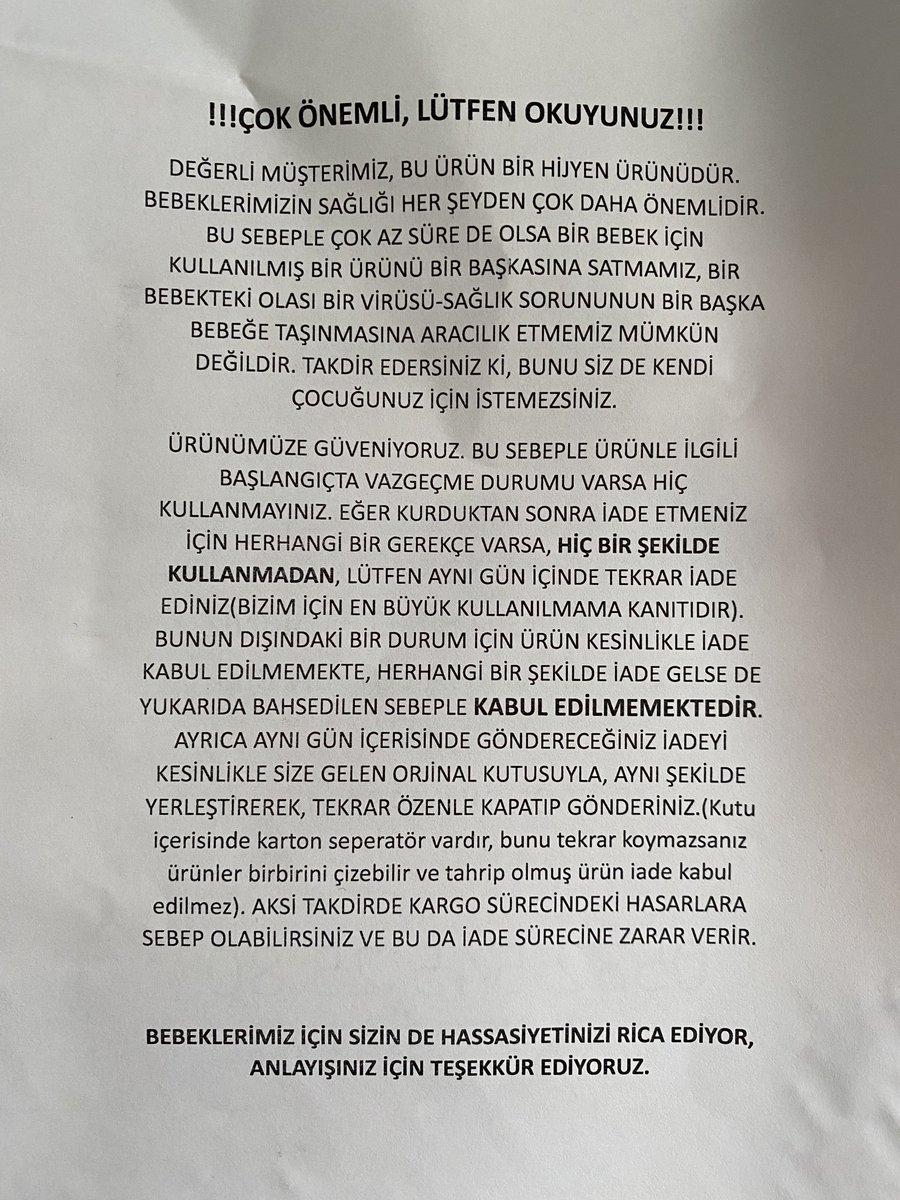 !!!ÇOK ÖNEMLİ, LÜTFEN OKUYUNUZ!!!
DEĞERLİ MÜŞTERİMİZ, BU ÜRÜN BİR HİJYEN ÜRÜNÜDÜR.
BEBEKLERİMİZİN SAĞLIĞI HER ŞEYDEN ÇOK DAHA ÖNEMLİDİR.
BU SEBEPLE ÇOK AZ SÜRE DE OLSA BİR BEBEK İÇİN
KULLANILMIŞ BİR ÜRÜNÜ BİR BAŞKASINA SATMAMIZ, BİR
BEBEKTEKİ OLASI BİR VİRÜSÜ-SAĞLIK SORUNUNUN BİR BAŞKA
BEBEĞE TAŞINMASINA ARACILIK ETMEMİZ MÜMKÜN
DEĞİLDİR. TAKDİR EDERSİNİZ Kİ, BUNU SİZ DE KENDİ
ÇOCUĞUNUZ İÇİN İSTEMEZSİNİZ.
ÜRÜNÜMÜZE GÜVENİYORUZ. BU SEBEPLE ÜRÜNLE İLGİLİ
BAŞLANGIÇTA VAZGEÇME DURUMU VARSA HİÇ
KULLANMAYINIZ. EĞER KURDUKTAN SONRA İADE ETMENİZ
İÇİN HERHANGİ BİR GEREKÇE VARSA, HİÇ BİR ŞEKİLDE
KULLANMADAN, LÜTFEN AYNI GÜN İÇİNDE TEKRAR İADE
EDİNİZ(BİZİM İÇİN EN BÜYÜK KULLANILMAMA KANITIDIR).
BUNUN DIŞINDAKİ BİR DURUM İÇİN ÜRÜN KESİNLİKLE İADE
KABUL EDİLMEMEKTE, HERHANGİ BİR ŞEKİLDE İADE GELSE DE
YUKARIDA BAHSEDİLEN SEBEPLE KABUL EDİLMEMEKTEDİR.
AYRICA AYNI GÜN İÇERİSİNDE GÖNDERECEĞİNİZ İADEYİ
KESİNLİKLE SİZE GELEN ORJİNAL KUTUSUYLA, AYNI ŞEKİLDE
YERLEŞTİREREK, TEKRAR ÖZENLE KAPATIP GÖNDERİNİZ.(Kutu
içerisinde karton seperatör vardır, bunu tekrar koymazsanız
ürünler birbirini çizebilir ve tahrip olmuş ürün iade kabul
edilmez). AKSİ TAKDİRDE KARGO SÜRECİNDEKİ HASARLARA
SEBEP OLABİLİRSİNİZ VE BU DA İADE SÜRECİNE ZARAR VERİR.
BEBEKLERİMİZ İÇİN SİZİN DE HASSASİYETİNİZİ RİCA EDİYOR,
ANLAYIŞINIZ İÇİN TEŞEKKÜR EDİYORUZ.